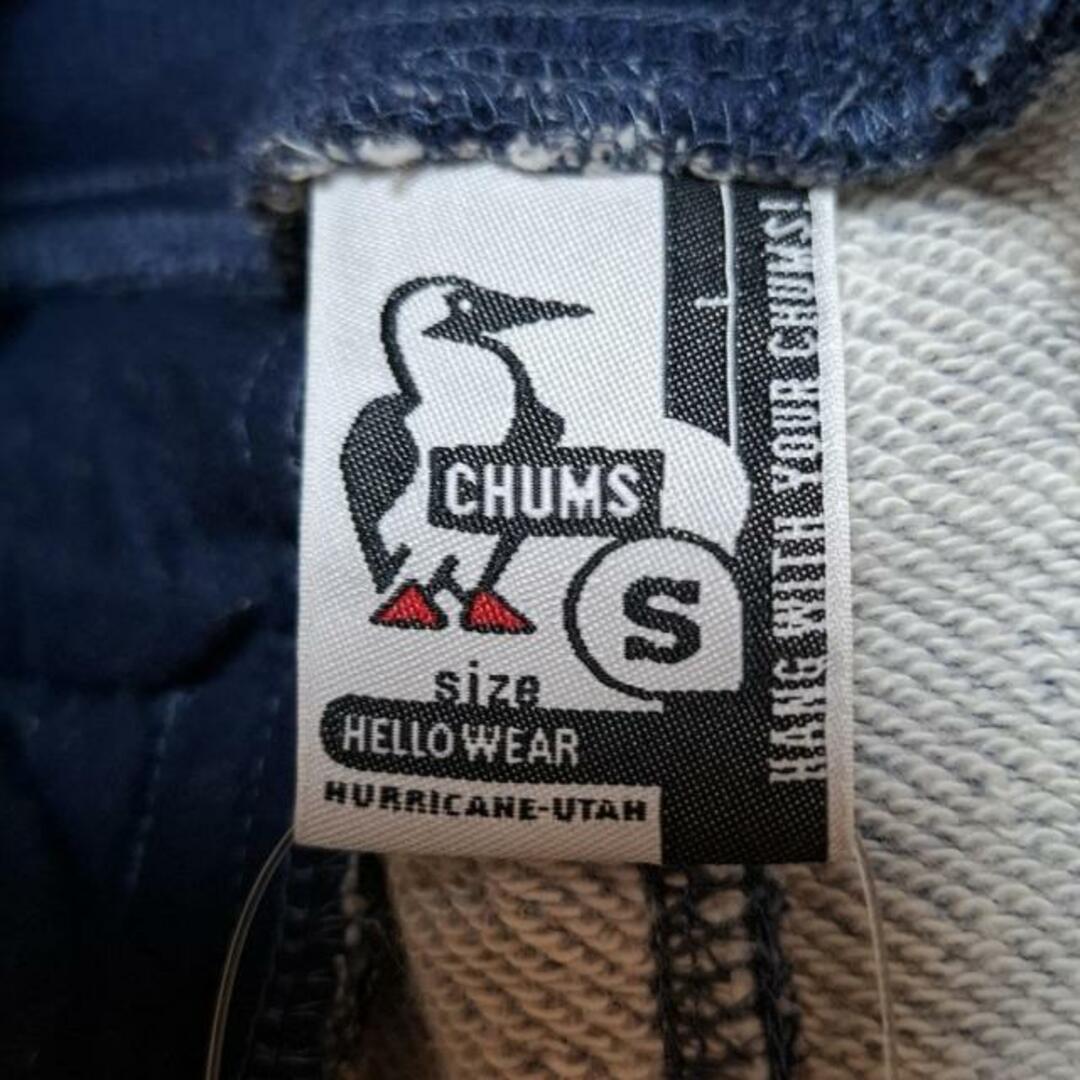 CHUMS
S
size
HELLO WEAR
HURRICANE-UTAH
HANG WITH YOUR CHUMS!